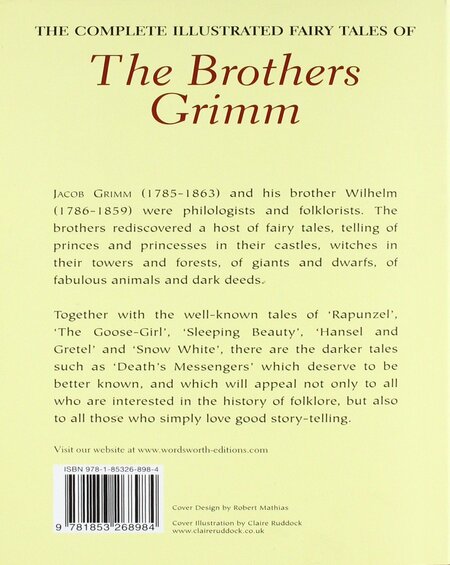 THE COMPLETE ILLUSTRATED FAIRY TALES OF
The Brothers
Grimm
JACOB GRIMM (1785–1863) and his brother Wilhelm
(1786–1859) were philologists and folklorists. The
brothers rediscovered a host of fairy tales, telling of
princes and princesses in their castles, witches in
their towers and forests, of giants and dwarfs, of
fabulous animals and dark deeds.
Together with the well-known tales of ‘Rapunzel’,
‘The Goose-Girl’, ‘Sleeping Beauty’, ‘Hansel and
Gretel’ and ‘Snow White’, there are the darker tales
such as ‘Death’s Messengers’ which deserve to be
better known, and which will appeal not only to all
who are interested in the history of folklore, but also
to all those who simply love good story-telling.
Visit our website at www.wordsworth-editions.com
ISBN 978-1-85326-898-4
9 781853 268984
Cover Design by Robert Mathias
Cover Illustration by Claire Ruddock
www.claireruddock.co.uk